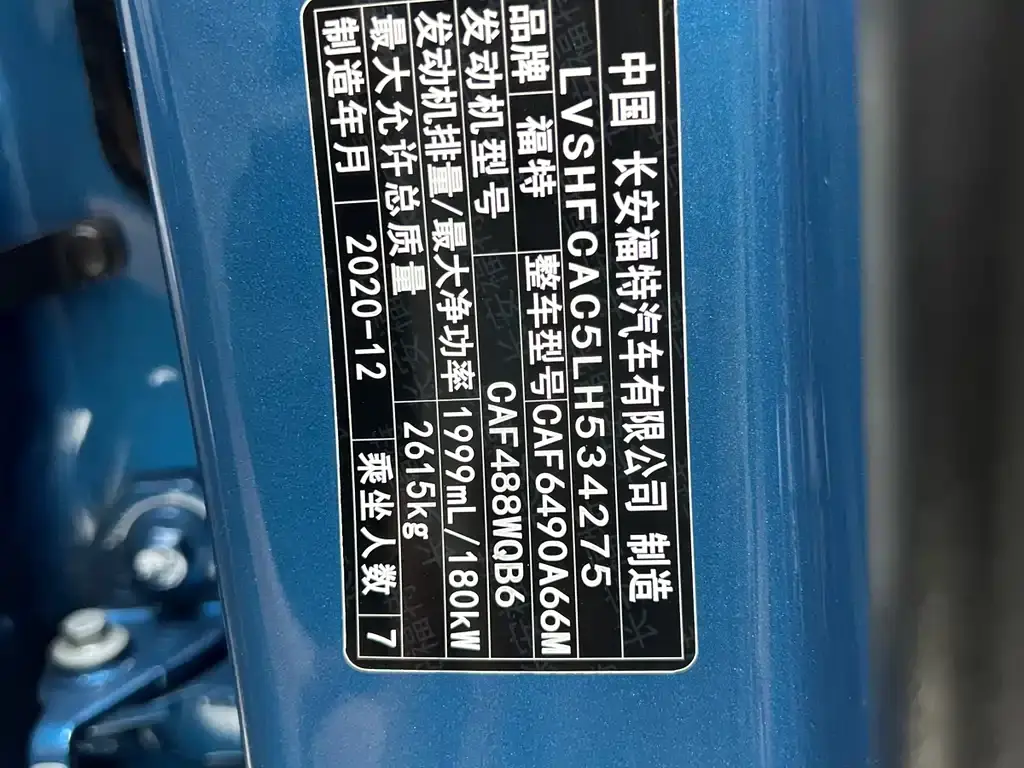 中国 长安福特汽车有限公司 制造
LVSHFCAC5LH534275
品牌 福特 整车型号 CAF6490A66M
发动机型号 CAF488WQB6
发动机排量/最大净功率 1999mL/180kW
最大允许总质量 2615kg
制造年月 2020-12 乘坐人数 7